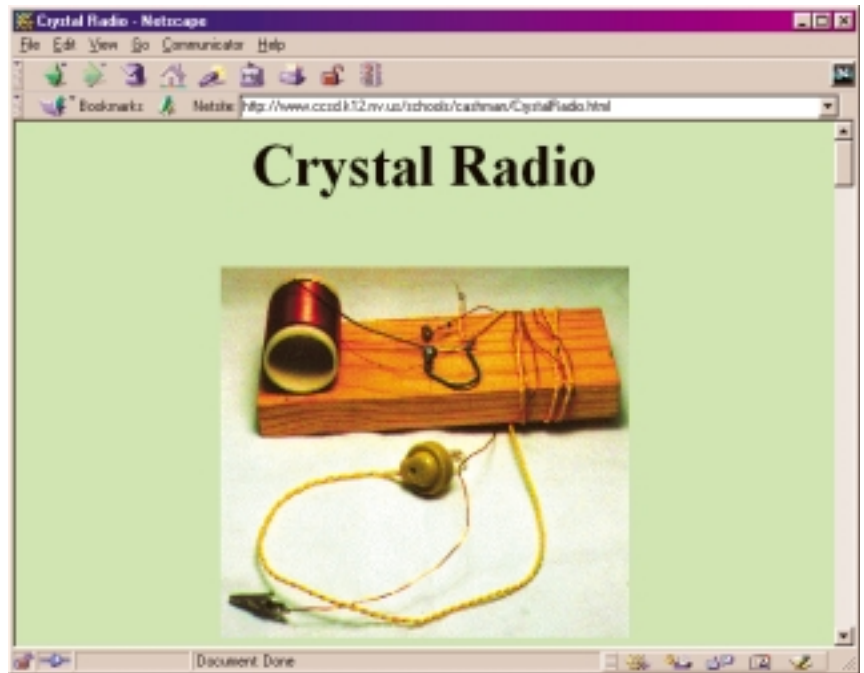 Crystal Radio - Netscape
File Edit View Go Communicator Help
Bookmarks Netsite: http://www.ccsd.k12.nv.us/schools/cashman/CrystalRadio.html
Crystal Radio
Document: Done